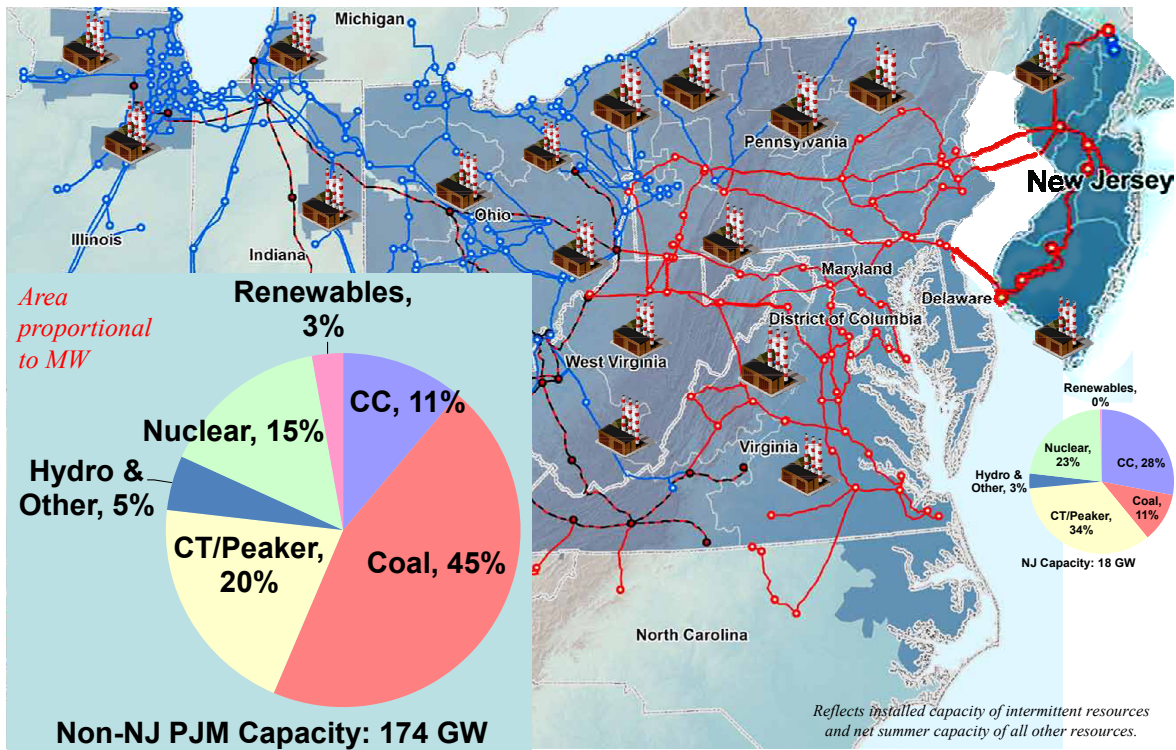 Michigan
Pennsylvania
New Jersey
Ohio
Illinois
Indiana
Maryland
Delaware
District of Columbia
West Virginia
Virginia
North Carolina
Area
proportional
to MW
Renewables,
3%
CC, 11%
Nuclear, 15%
Hydro &
Other, 5%
CT/Peaker,
20%
Coal, 45%
Non-NJ PJM Capacity: 174 GW
Renewables,
0%
Nuclear,
23%
CC, 28%
Hydro &
Other, 3%
Coal,
11%
CT/Peaker,
34%
NJ Capacity: 18 GW
Reflects installed capacity of intermittent resources
and net summer capacity of all other resources.